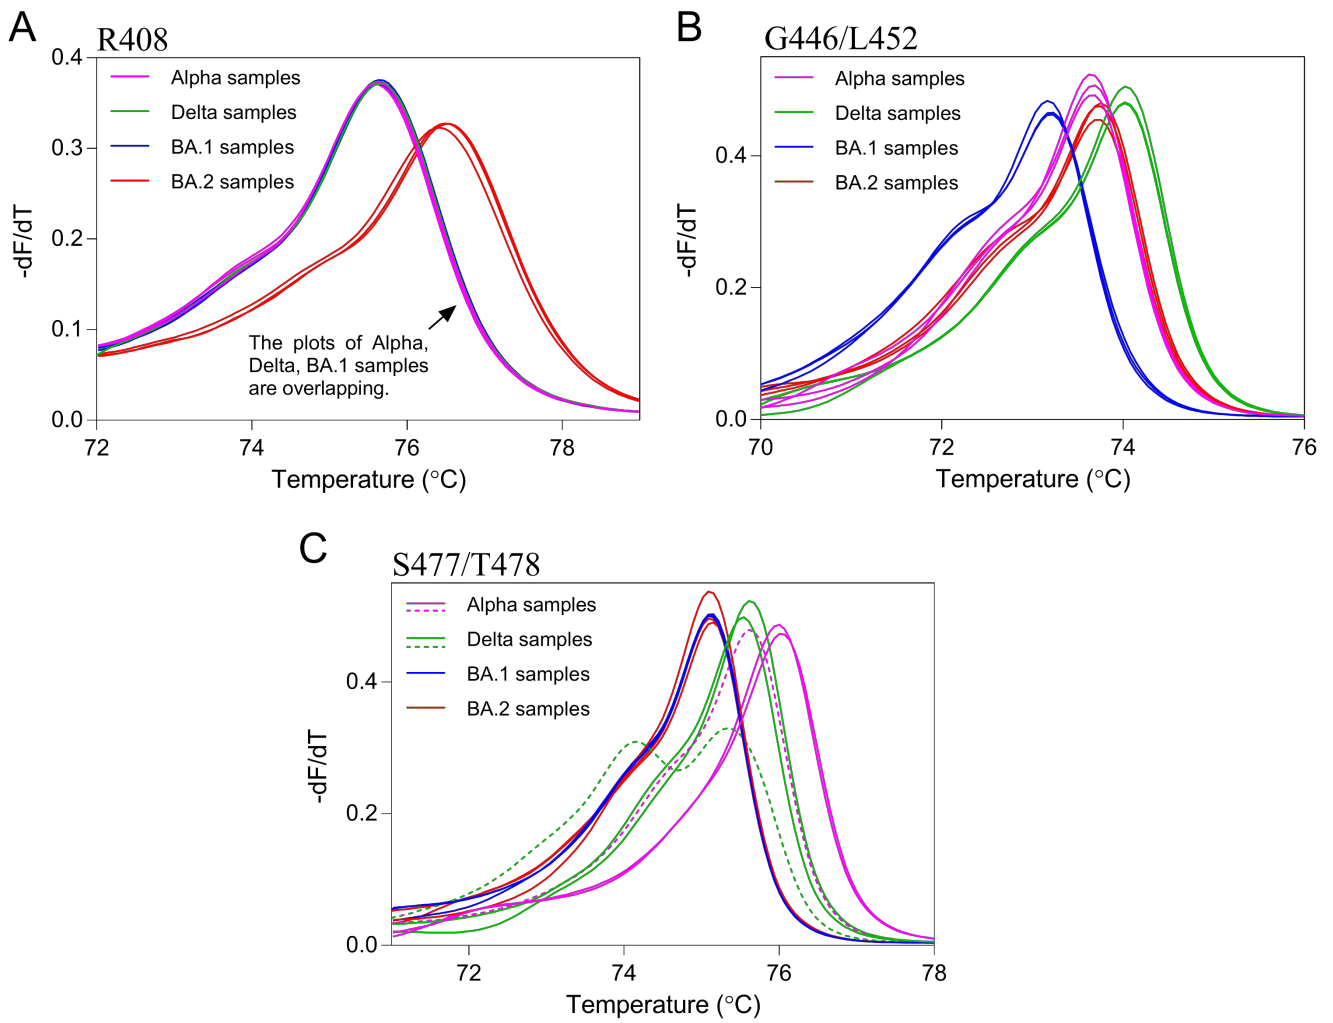 A
R408
0.4
0.3
0.2
0.1
0.0
-dF/dT
Alpha samples
Delta samples
BA.1 samples
BA.2 samples
The plots of Alpha,
Delta, BA.1 samples
are overlapping.
72
74
76
78
Temperature (°C)
B
G446/L452
0.4
0.2
0.0
-dF/dT
Alpha samples
Delta samples
BA.1 samples
BA.2 samples
70
72
74
76
Temperature (°C)
C
S477/T478
0.4
0.2
0.0
-dF/dT
Alpha samples
Delta samples
BA.1 samples
BA.2 samples
72
74
76
78
Temperature (°C)